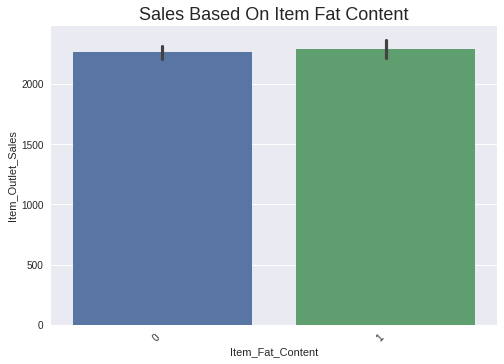 Sales Based On Item Fat Content
Item_Outlet_Sales
2000
1500
1000
500
0
0
1
Item_Fat_Content